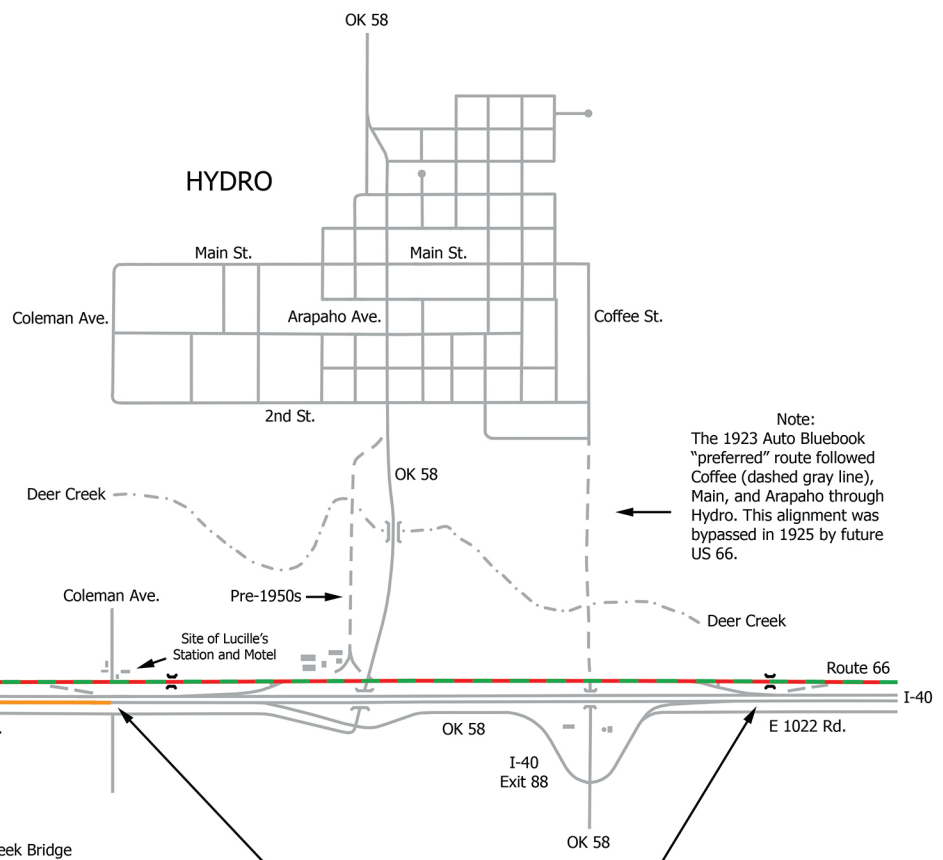 OK 58
HYDRO
Main St.
Main St.
Coleman Ave.
Arapaho Ave.
Coffee St.
2nd St.
Note:
The 1923 Auto Bluebook
“preferred” route followed
Coffee (dashed gray line),
Main, and Arapaho through
Hydro. This alignment was
bypassed in 1925 by future
US 66.
OK 58
Deer Creek
Coleman Ave.
Pre-1950s
Deer Creek
Site of Lucille’s
Station and Motel
Route 66
I-40
OK 58
E 1022 Rd.
I-40
Exit 88
OK 58
eek Bridge